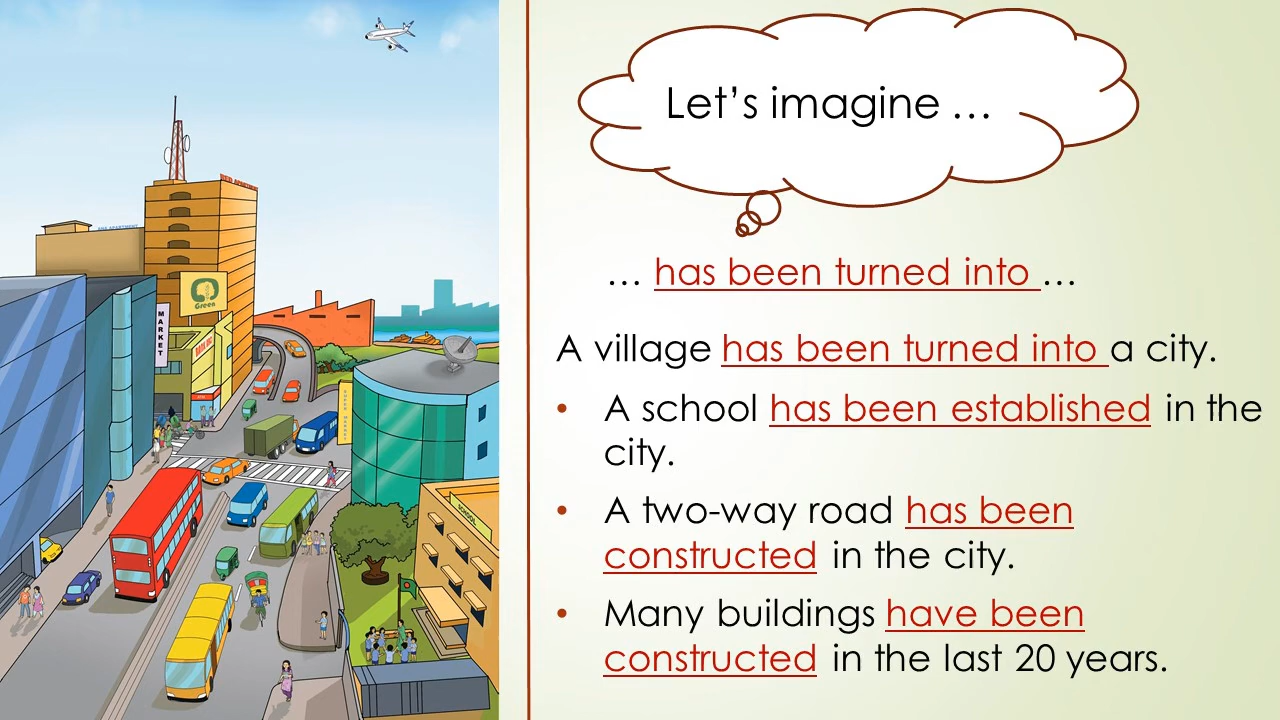 Let’s imagine …
… has been turned into …
A village has been turned into a city.
• A school has been established in the
city.
• A two-way road has been
constructed in the city.
• Many buildings have been
constructed in the last 20 years.
Green
MARKET
SCHOOL